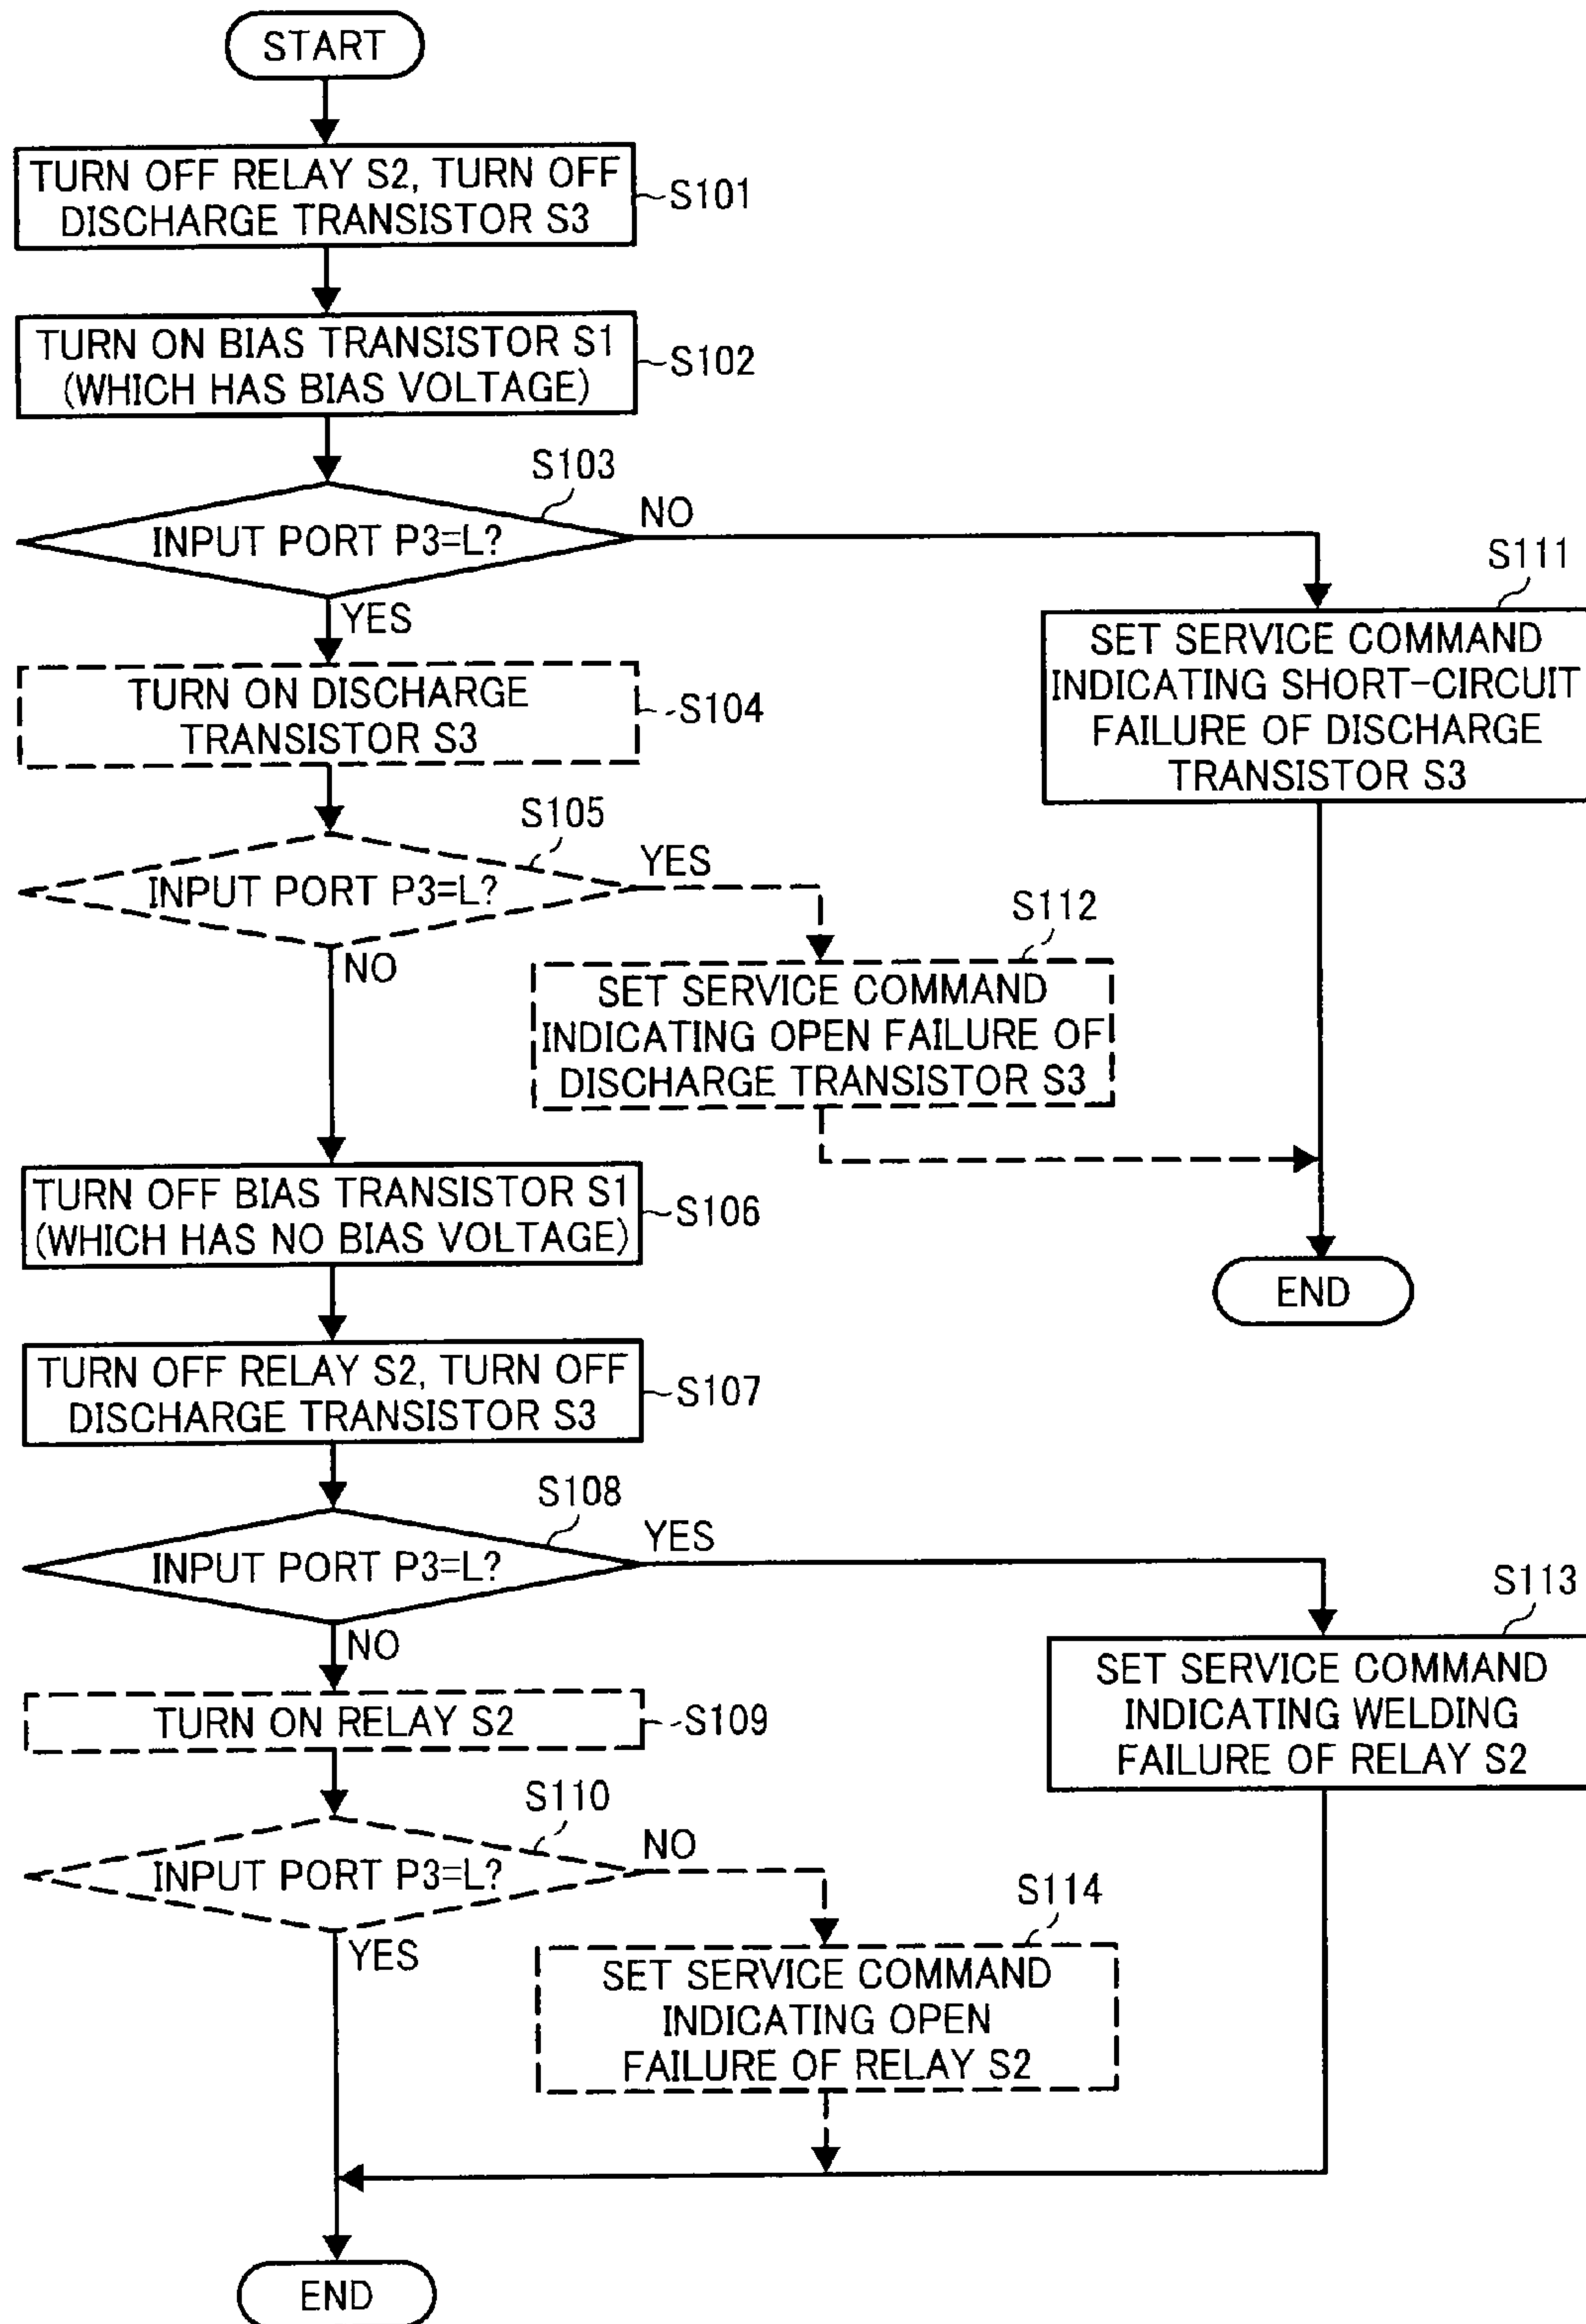 START
TURN OFF RELAY S2, TURN OFF
DISCHARGE TRANSISTOR S3
S101
TURN ON BIAS TRANSISTOR S1
(WHICH HAS BIAS VOLTAGE)
S102
S103
INPUT PORT P3=L?
NO
YES
S111
SET SERVICE COMMAND
INDICATING SHORT-CIRCUIT
FAILURE OF DISCHARGE
TRANSISTOR S3
TURN ON DISCHARGE
TRANSISTOR S3
S104
S105
INPUT PORT P3=L?
YES
NO
S112
SET SERVICE COMMAND
INDICATING OPEN FAILURE OF
DISCHARGE TRANSISTOR S3
END
TURN OFF BIAS TRANSISTOR S1
(WHICH HAS NO BIAS VOLTAGE)
S106
TURN OFF RELAY S2, TURN OFF
DISCHARGE TRANSISTOR S3
S107
S108
INPUT PORT P3=L?
YES
NO
S113
SET SERVICE COMMAND
INDICATING WELDING
FAILURE OF RELAY S2
TURN ON RELAY S2
S109
S110
INPUT PORT P3=L?
NO
YES
S114
SET SERVICE COMMAND
INDICATING OPEN
FAILURE OF RELAY S2
END